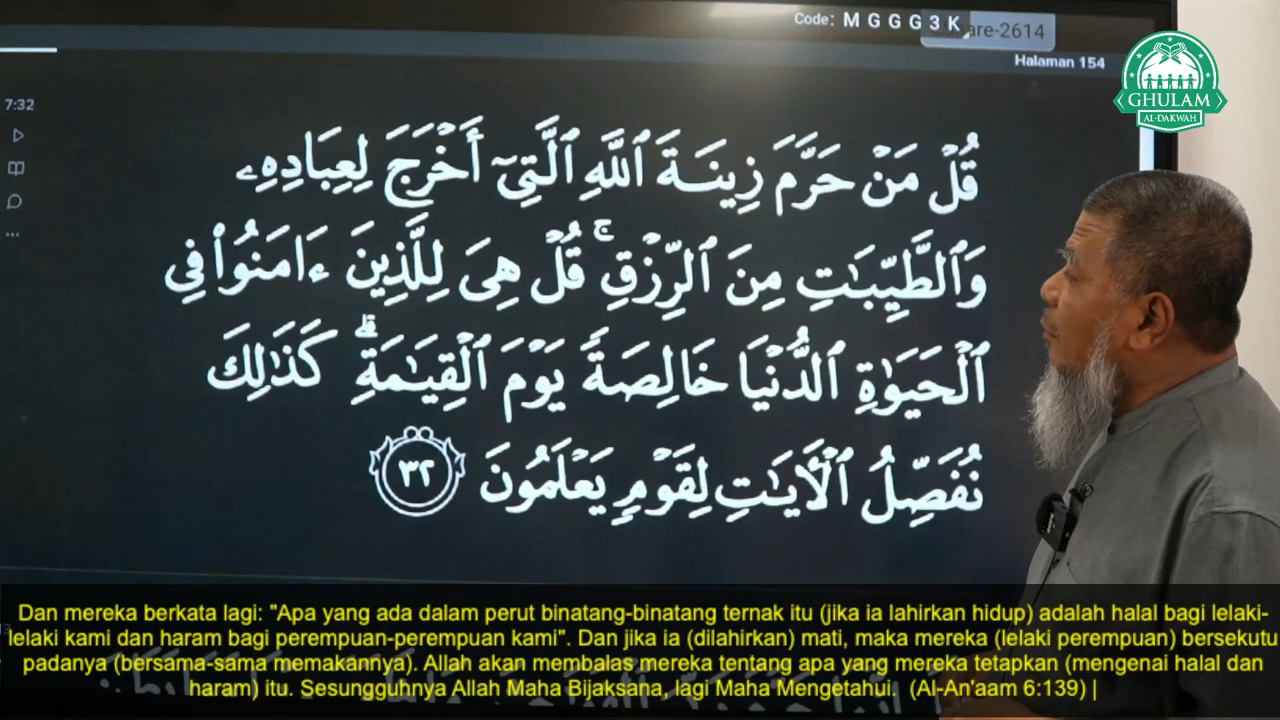 Code: MGGG3K
are-2614
Halaman 154
GHULAM
AL-DAKWAH
7:32
قُلْ مَنْ حَرَّمَ زِينَةَ ٱللَّهِ ٱلَّتِىٓ أَخْرَجَ لِعِبَادِهِۦ
وَٱلطَّيِّبَـٰتِ مِنَ ٱلرِّزْقِ ۚ قُلْ هِىَ لِلَّذِينَ ءَامَنُوا۟ فِى
ٱلْحَيَوٰةِ ٱلدُّنْيَا خَالِصَةً يَوْمَ ٱلْقِيَـٰمَةِ ۗ كَذَٰلِكَ
نُفَصِّلُ ٱلْـَٔايَـٰتِ لِقَوْمٍ يَعْلَمُونَ ٣٢
Dan mereka berkata lagi: "Apa yang ada dalam perut binatang-binatang ternak itu (jika ia lahirkan hidup) adalah halal bagi lelaki-
lelaki kami dan haram bagi perempuan-perempuan kami". Dan jika ia (dilahirkan) mati, maka mereka (lelaki perempuan) bersekutu
padanya (bersama-sama memakannya). Allah akan membalas mereka tentang apa yang mereka tetapkan (mengenai halal dan
haram) itu. Sesungguhnya Allah Maha Bijaksana, lagi Maha Mengetahui. (Al-An'aam 6:139) |